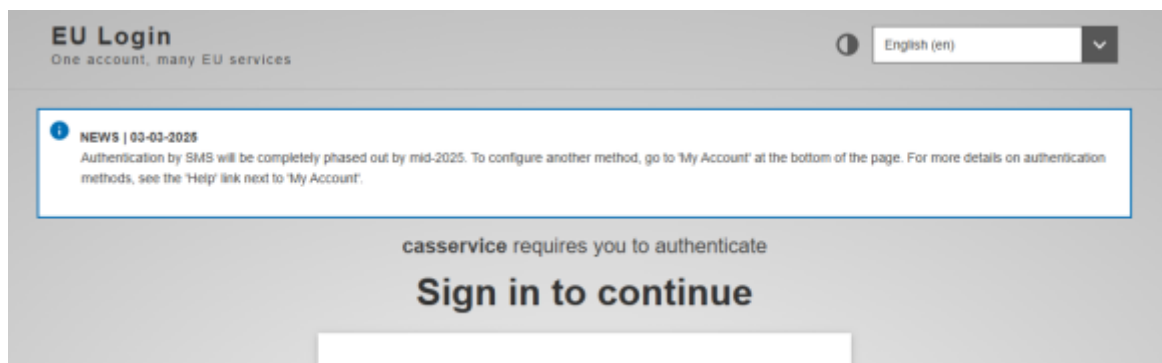 EU Login
One account, many EU services
English (en)
NEWS | 03-03-2025
Authentication by SMS will be completely phased out by mid-2025. To configure another method, go to 'My Account' at the bottom of the page. For more details on authentication
methods, see the 'Help' link next to 'My Account'.
casservice requires you to authenticate
Sign in to continue